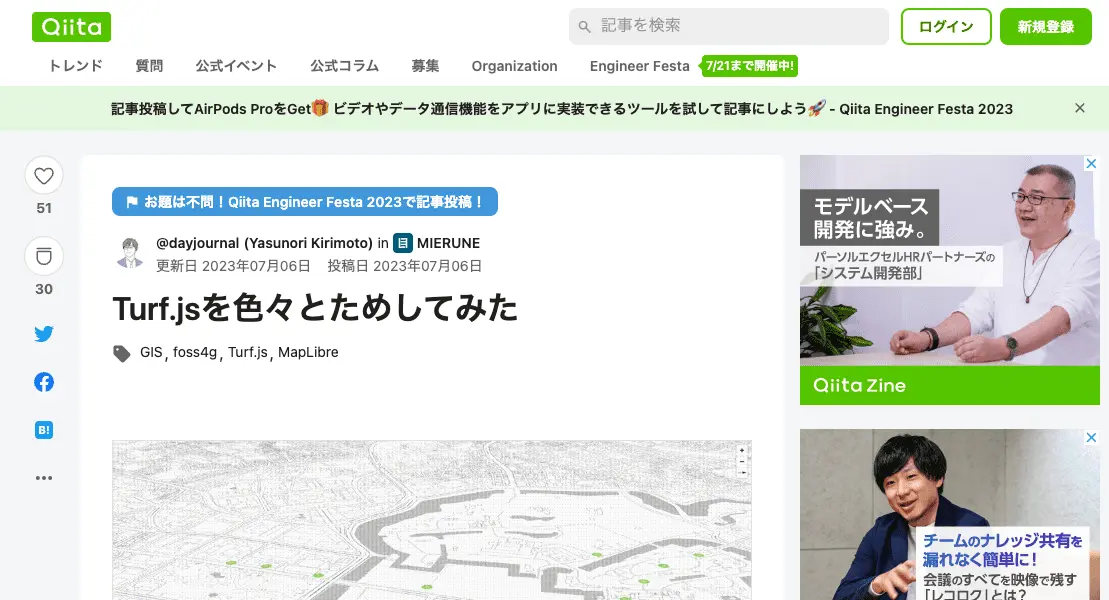 Qiita
記事を検索
ログイン
新規登録
トレンド 質問 公式イベント 公式コラム 募集 Organization Engineer Festa 7/21まで開催中!
記事投稿してAirPods ProをGet🎁 ビデオやデータ通信機能をアプリに実装できるツールを試して記事にしよう🚀 - Qiita Engineer Festa 2023
51
30
B!
お題は不問！Qiita Engineer Festa 2023で記事投稿！
@dayjournal (Yasunori Kirimoto) in MIERUNE
更新日 2023年07月06日 投稿日 2023年07月06日
Turf.jsを色々とためしてみた
GIS, foss4g, Turf.js, MapLibre
モデルベース
開発に強み。
パーソルエクセルHRパートナーズの
「システム開発部」
Qiita Zine
チームのナレッジ共有を
漏れなく簡単に！
会議のすべてを映像で残す
「レコロク」とは？